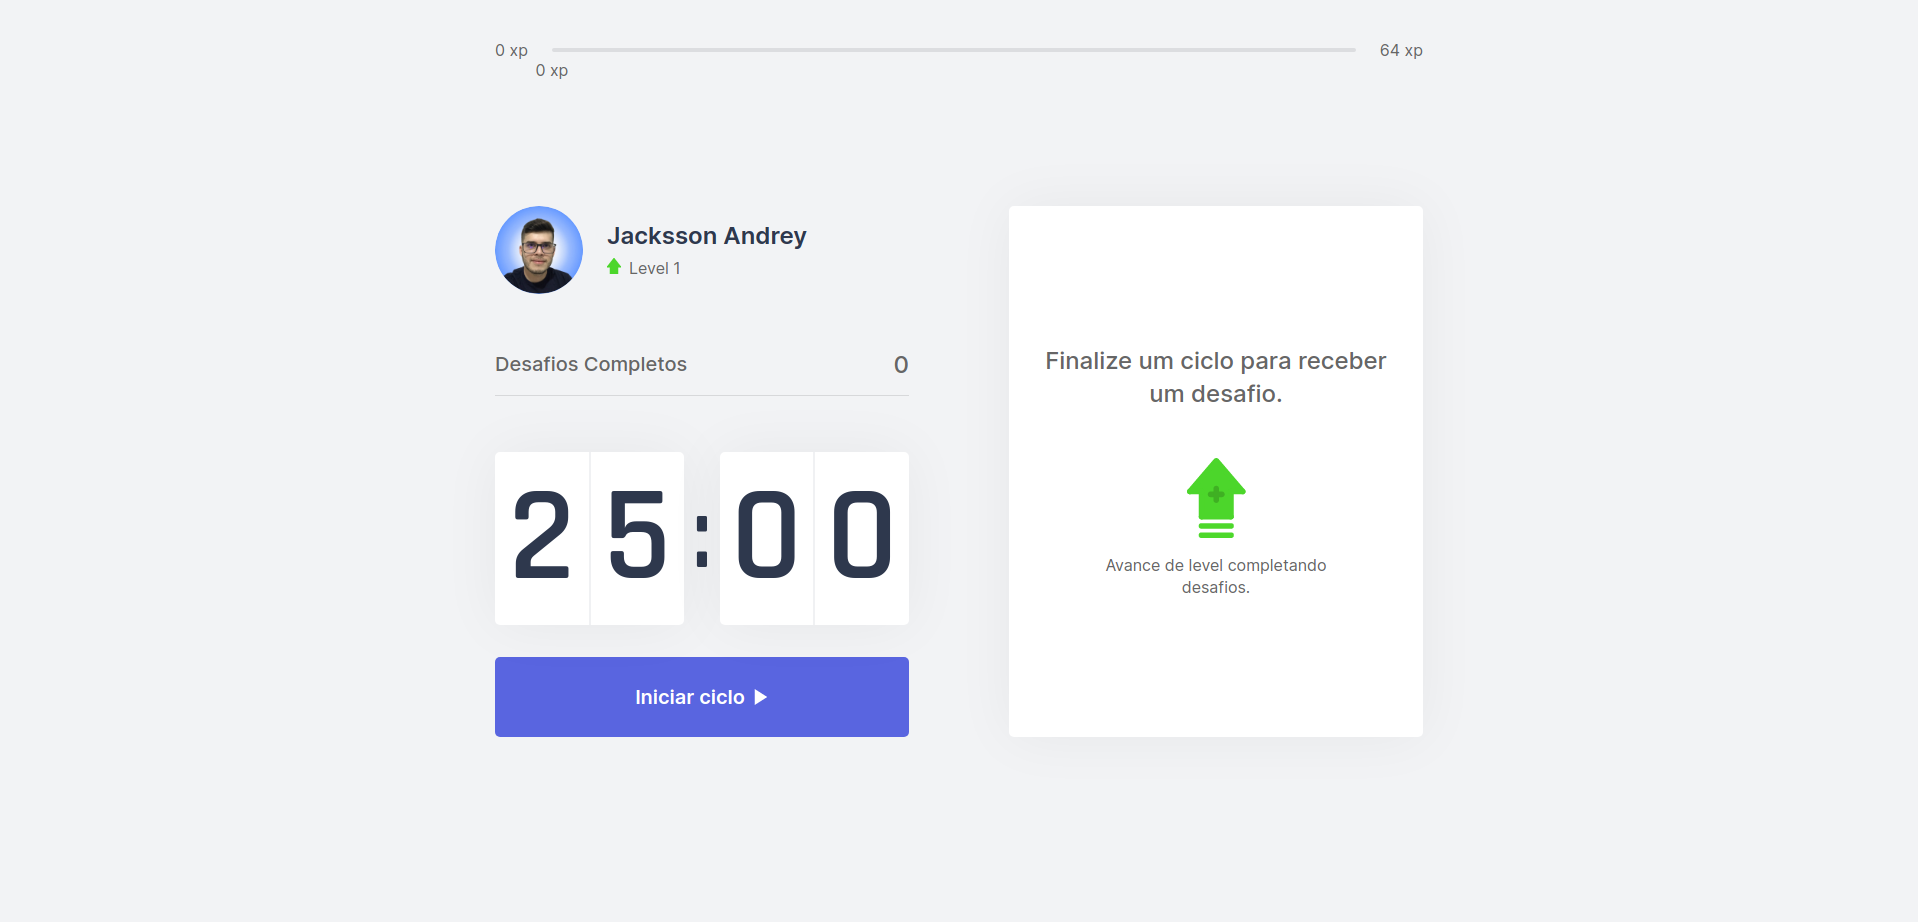 0 xp
64 xp
0 xp
Jacksson Andrey
Level 1
Desafios Completos
0
25:00
Iniciar ciclo
Finalize um ciclo para receber
um desafio.
Avance de level completando
desafios.